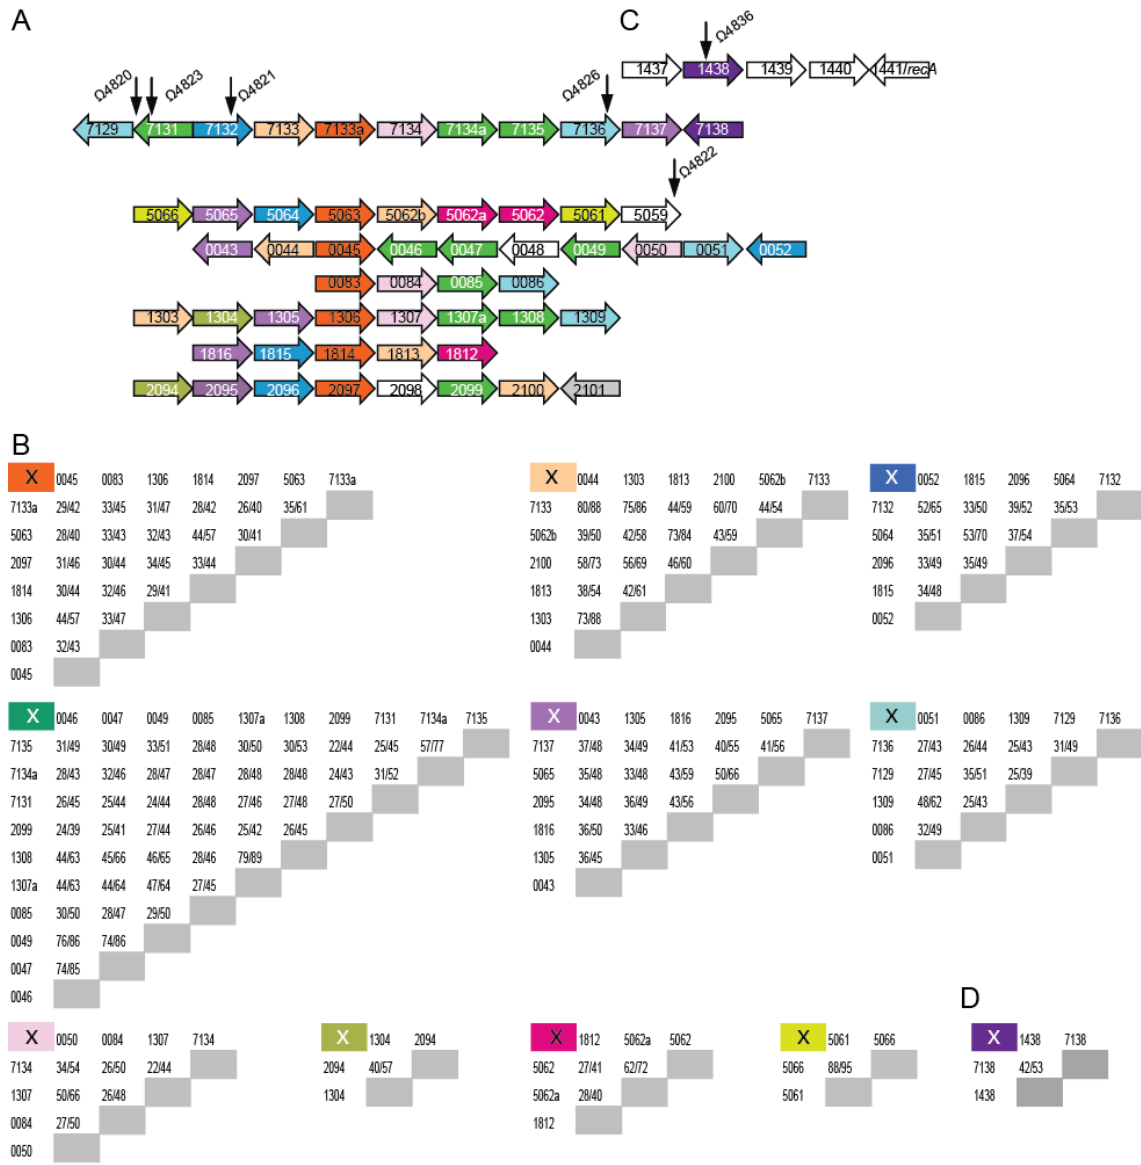 A
C
Ω4836
1437 1438 1439 1440 1441/recA
Ω4820 Ω4823 Ω4821 Ω4826
7129 7131 7132 7133 7133a 7134 7134a 7135 7136 7137 7138
Ω4822
5066 5065 5064 5063 5062b 5062a 5062 5061 5059
0043 0044 0045 0046 0047 0048 0049 0050 0051 0052
0083 0084 0085 0086
1303 1304 1305 1306 1307 1307a 1308 1309
1816 1815 1814 1813 1812
2094 2095 2096 2097 2098 2099 2100 2101
B
X 0045 0083 1306 1814 2097 5063 7133a
7133a 29/42 33/45 31/47 28/42 26/40 35/61
5063 28/40 33/43 32/43 44/57 30/41
2097 31/46 30/44 34/45 33/44
1814 30/44 32/46 29/41
1306 44/57 33/47
0083 32/43
0045
X 0044 1303 1813 2100 5062b 7133
7133 80/88 75/86 44/59 60/70 44/54
5062b 39/50 42/58 73/84 43/59
2100 58/73 56/69 46/60
1813 38/54 42/61
1303 73/88
0044
X 0052 1815 2096 5064 7132
7132 52/65 33/50 39/52 35/53
5064 35/51 53/70 37/54
2096 33/49 35/49
1815 34/48
0052
X 0046 0047 0049 0085 1307a 1308 2099 7131 7134a 7135
7135 31/49 30/49 33/51 28/48 30/50 30/53 22/44 25/45 57/77
7134a 28/43 32/46 28/47 28/47 28/48 28/48 24/43 31/52
7131 26/45 25/44 24/44 28/48 27/46 27/48 27/50
2099 24/39 25/41 27/44 26/46 25/42 26/45
1308 44/63 45/66 46/65 28/46 79/89
1307a 44/63 44/64 47/64 27/45
0085 30/50 28/47 29/50
0049 76/86 74/86
0047 74/85
0046
X 0043 1305 1816 2095 5065 7137
7137 37/48 34/49 41/53 40/55 41/56
5065 35/48 33/48 43/59 50/66
2095 34/48 36/49 43/56
1816 36/50 33/46
1305 36/45
0043
X 0051 0086 1309 7129 7136
7136 27/43 26/44 25/43 31/49
7129 27/45 35/51 25/39
1309 48/62 25/43
0086 32/49
0051
X 0050 0084 1307 7134
7134 34/54 26/50 22/44
1307 50/66 26/48
0084 27/50
0050
X 1304 2094
2094 40/57
1304
X 1812 5062a 5062
5062 27/41 62/72
5062a 28/40
1812
X 5061 5066
5066 88/95
5061
D
X 1438 7138
7138 42/53
1438